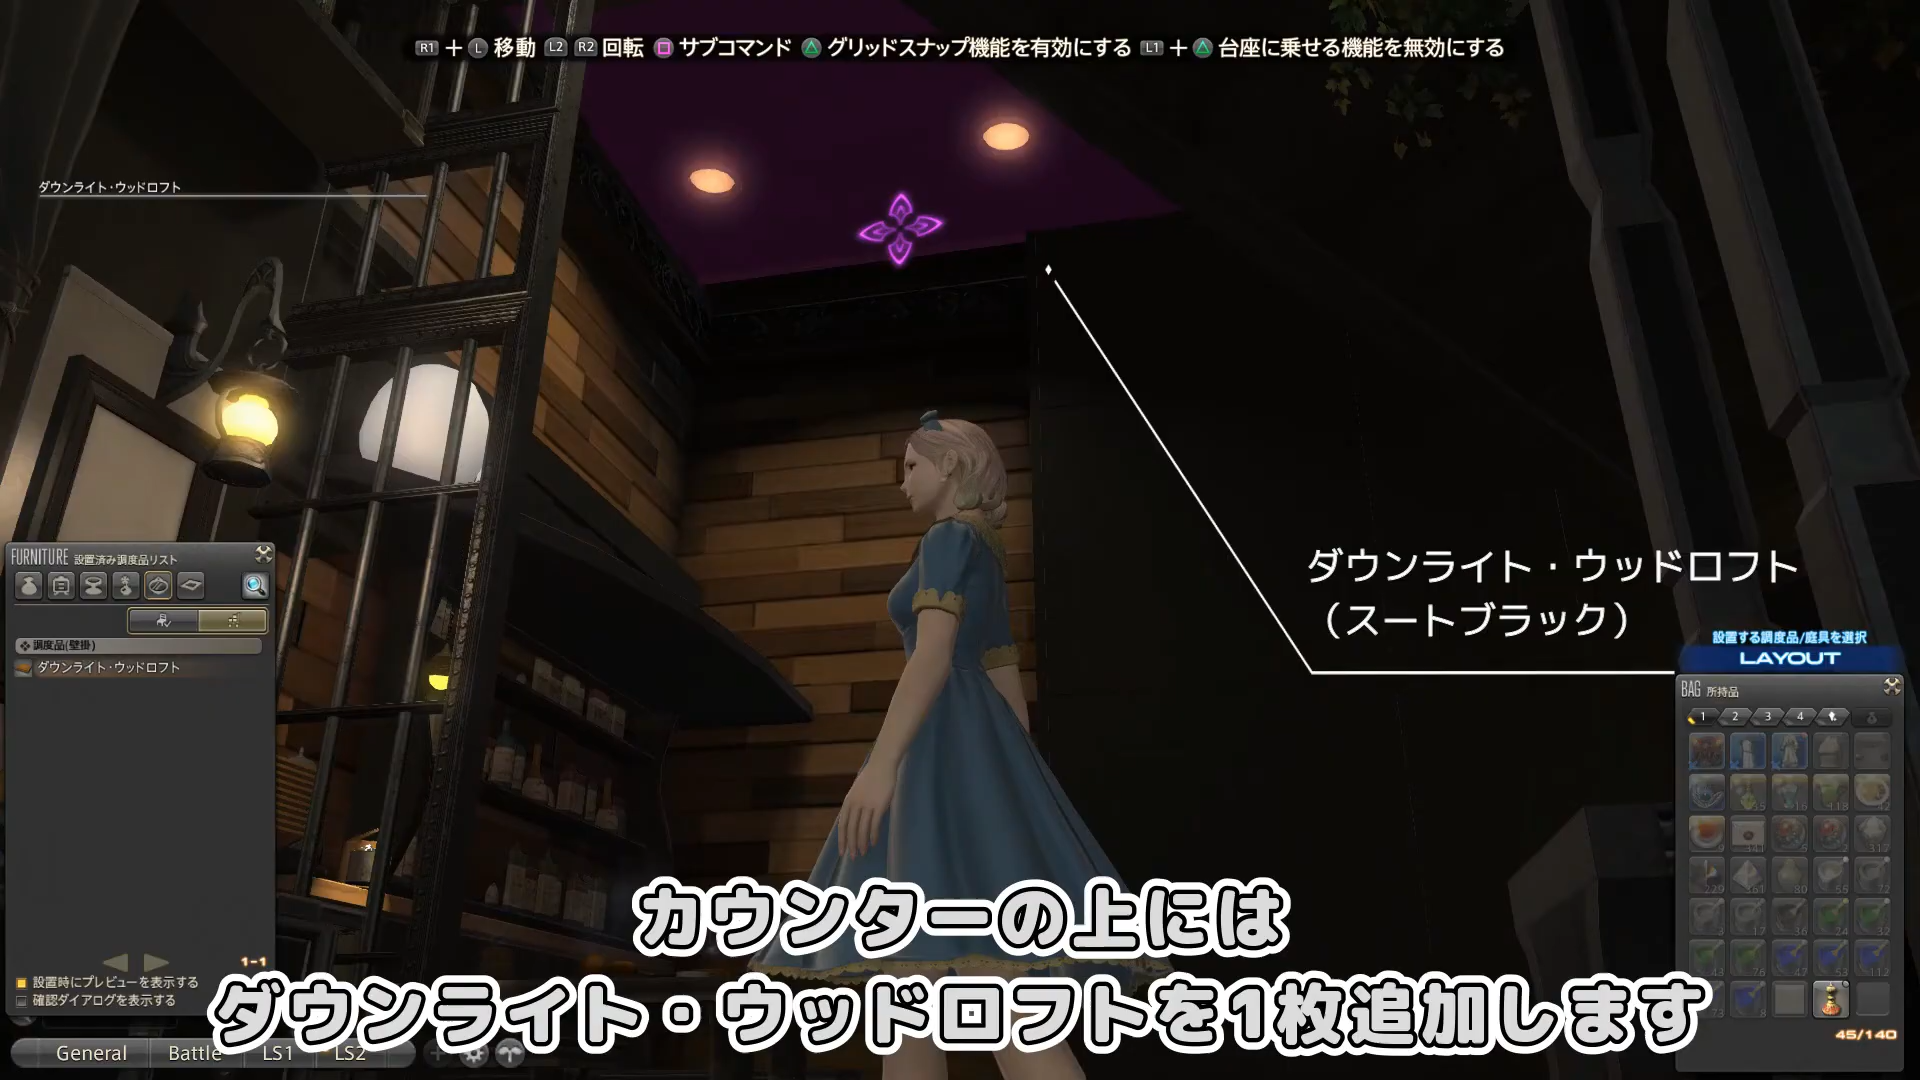 R1 + L 移動 L2 R2 回転 サブコマンド グリッドスナップ機能を有効にする L1 + 台座に乗せる機能を無効にする
ダウンライト・ウッドロフト
FURNITURE 設置済み調度品リスト
調度品(壁掛)
ダウンライト・ウッドロフト
1-1
設置時にプレビューを表示する
確認ダイアログを表示する
General Battle LS1 LS2
ダウンライト・ウッドロフト
（スートブラック）
設置する調度品/庭具を選択
LAYOUT
BAG 所持品
1 2 3 4
45/140
カウンターの上には
ダウンライト・ウッドロフトを1枚追加します